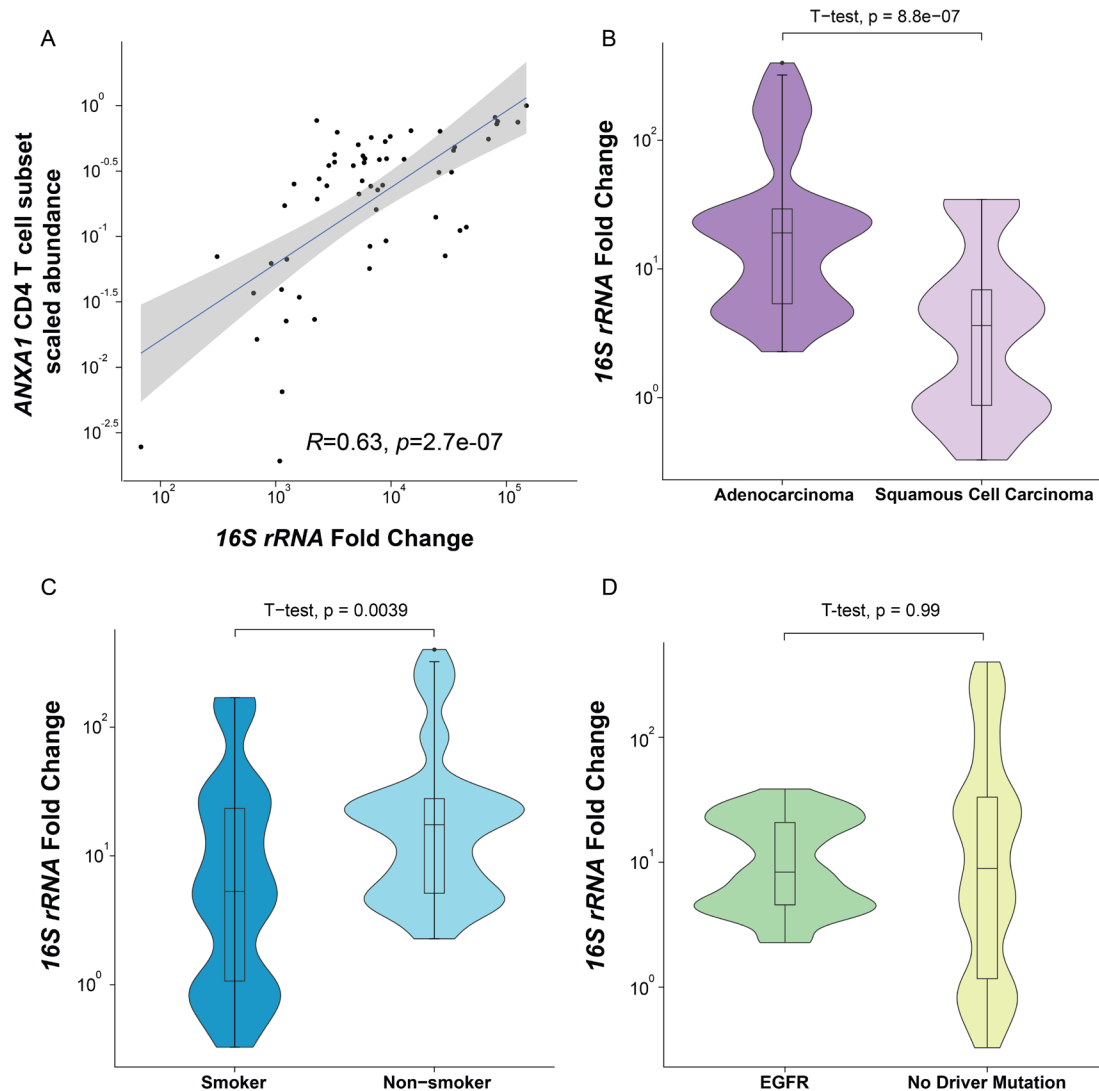 A
ANXA1 CD4 T cell subset
scaled abundance
10^0
10^-0.5
10^-1
10^-1.5
10^-2
10^-2.5
R=0.63, p=2.7e-07
10^2
10^3
10^4
10^5
16S rRNA Fold Change
B
T−test, p = 8.8e−07
16S rRNA Fold Change
10^2
10^1
10^0
Adenocarcinoma
Squamous Cell Carcinoma
C
T−test, p = 0.0039
16S rRNA Fold Change
10^2
10^1
10^0
Smoker
Non−smoker
D
T-test, p = 0.99
16S rRNA Fold Change
10^2
10^1
10^0
EGFR
No Driver Mutation